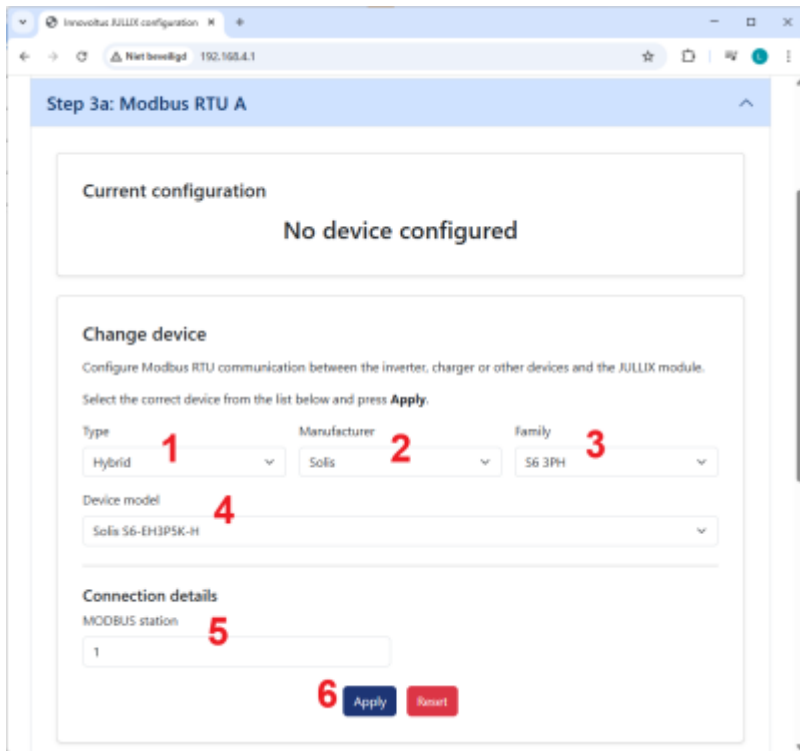 Innovoltus JULLIX configuration
Niet beveiligd 192.168.4.1
L
Step 3a: Modbus RTU A
Current configuration
No device configured
Change device
Configure Modbus RTU communication between the inverter, charger or other devices and the JULLIX module.
Select the correct device from the list below and press Apply.
Type 1 Manufacturer 2 Family 3
Hybrid Solis S6 3PH
Device model 4
Solis S6-EH3P5K-H
Connection details
MODBUS station 5
1
6 Apply Reset